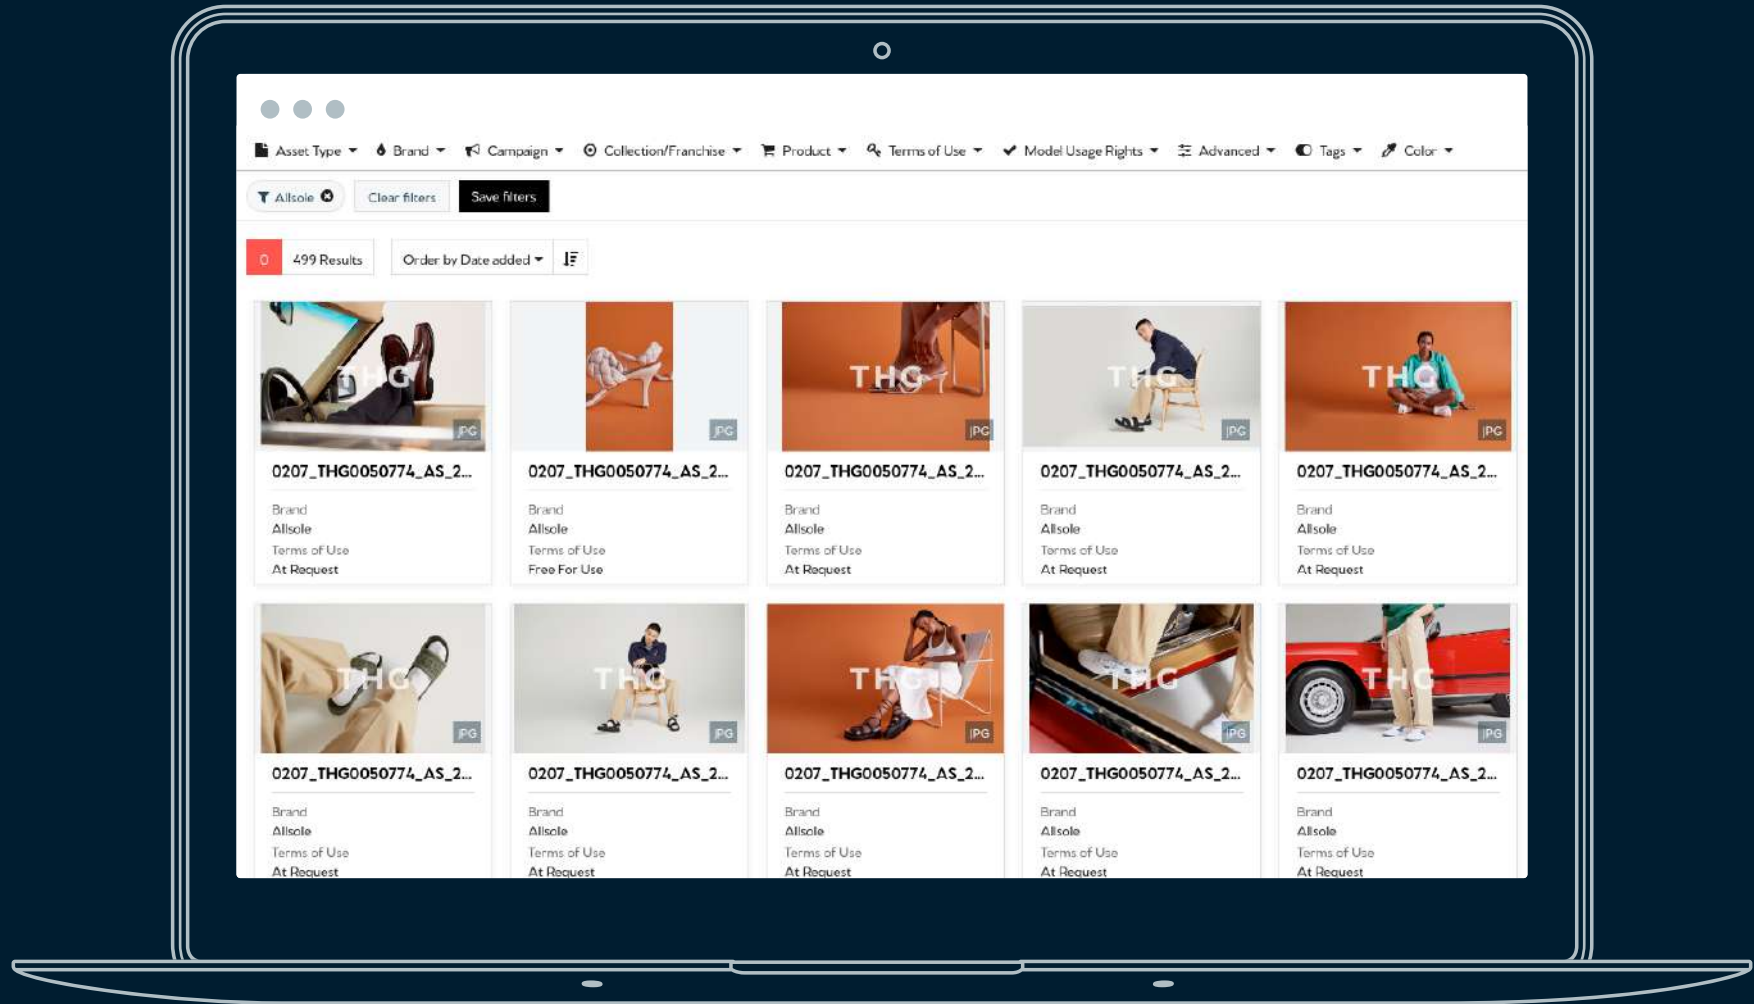 Asset Type Brand Campaign Collection/Franchise Product Terms of Use Model Usage Rights Advanced Tags Color
Allsole Clear filters Save filters
0 499 Results Order by Date added
THG THG THG THG
JPG JPG JPG JPG JPG
0207_THG0050774_AS_2... 0207_THG0050774_AS_2... 0207_THG0050774_AS_2... 0207_THG0050774_AS_2... 0207_THG0050774_AS_2...
Brand Brand Brand Brand Brand
Allsole Allsole Allsole Allsole Allsole
Terms of Use Terms of Use Terms of Use Terms of Use Terms of Use
At Request Free For Use At Request At Request At Request
THG THG THG THG THG
JPG JPG JPG JPG JPG
0207_THG0050774_AS_2... 0207_THG0050774_AS_2... 0207_THG0050774_AS_2... 0207_THG0050774_AS_2... 0207_THG0050774_AS_2...
Brand Brand Brand Brand Brand
Allsole Allsole Allsole Allsole Allsole
Terms of Use Terms of Use Terms of Use Terms of Use Terms of Use
At Request At Request At Request At Request At Request